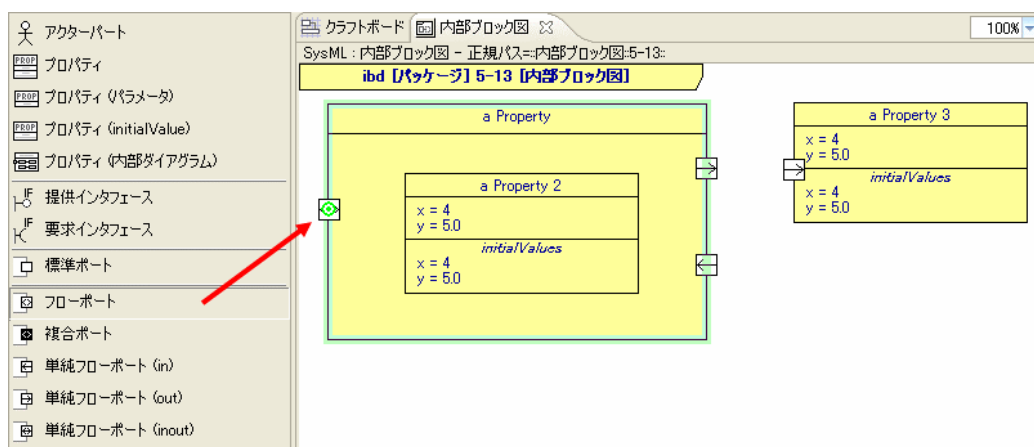 アクターパート
PROP プロパティ
PROP プロパティ (パラメータ)
PROP プロパティ (initialValue)
プロパティ (内部ダイアグラム)
IF 提供インタフェース
IF 要求インタフェース
標準ポート
フローポート
複合ポート
単純フローポート (in)
単純フローポート (out)
単純フローポート (inout)
クラフトボード 内部ブロック図
100%
SysML : 内部ブロック図 - 正規パス=::内部ブロック図::5-13::
ibd [パッケージ] 5-13 [内部ブロック図]
a Property
a Property 2
x = 4
y = 5.0
initialValues
x = 4
y = 5.0
a Property 3
x = 4
y = 5.0
initialValues
x = 4
y = 5.0